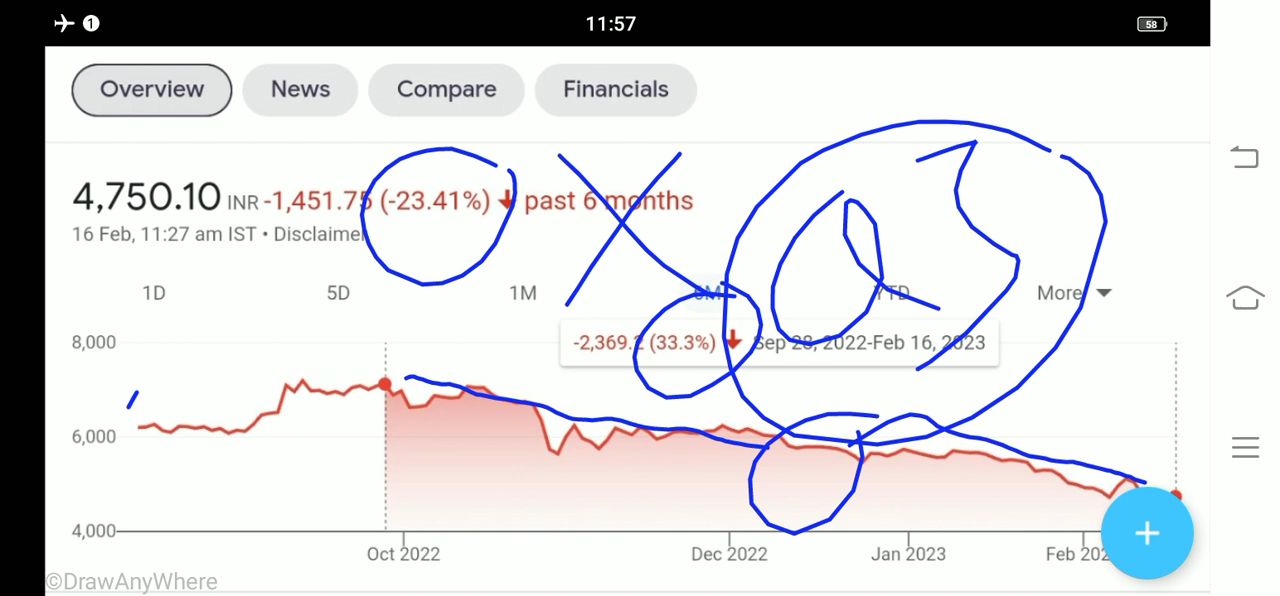 1 11:57 58
Overview News Compare Financials
4,750.10 INR -1,451.75 (-23.41%) past 6 months
16 Feb, 11:27 am IST • Disclaimer
1D 5D 1M 6M YTD More
-2,369.2 (33.3%) Sep 28, 2022-Feb 16, 2023
8,000
6,000
4,000
Oct 2022 Dec 2022 Jan 2023 Feb
©DrawAnyWhere